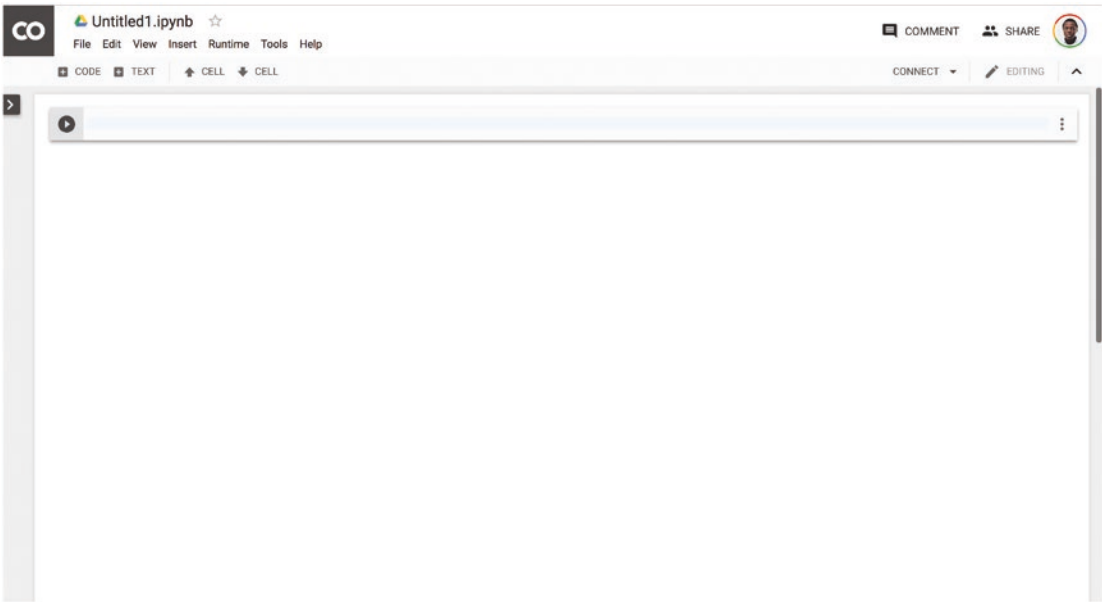 CO
Untitled1.ipynb
File Edit View Insert Runtime Tools Help
COMMENT SHARE
CODE TEXT CELL CELL
CONNECT EDITING